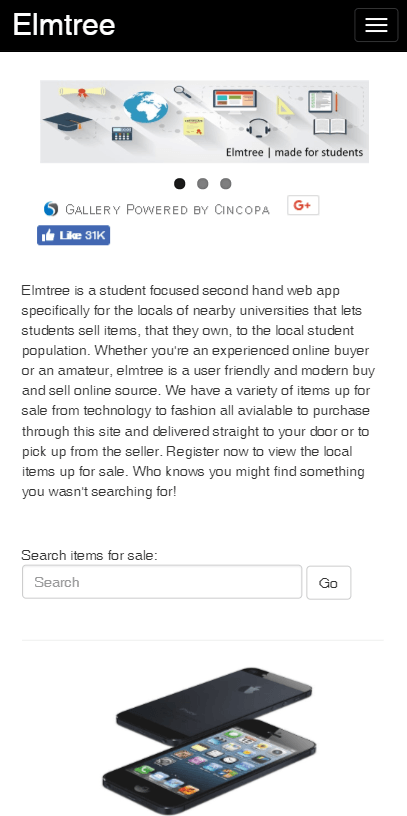 Elmtree
Elmtree | made for students
Gallery Powered by Cincopa
G+
Like 31K
Elmtree is a student focused second hand web app
specifically for the locals of nearby universities that lets
students sell items, that they own, to the local student
population. Whether you're an experienced online buyer
or an amateur, elmtree is a user friendly and modern buy
and sell online source. We have a variety of items up for
sale from technology to fashion all avialable to purchase
through this site and delivered straight to your door or to
pick up from the seller. Register now to view the local
items up for sale. Who knows you might find something
you wasn't searching for!
Search items for sale:
Search Go